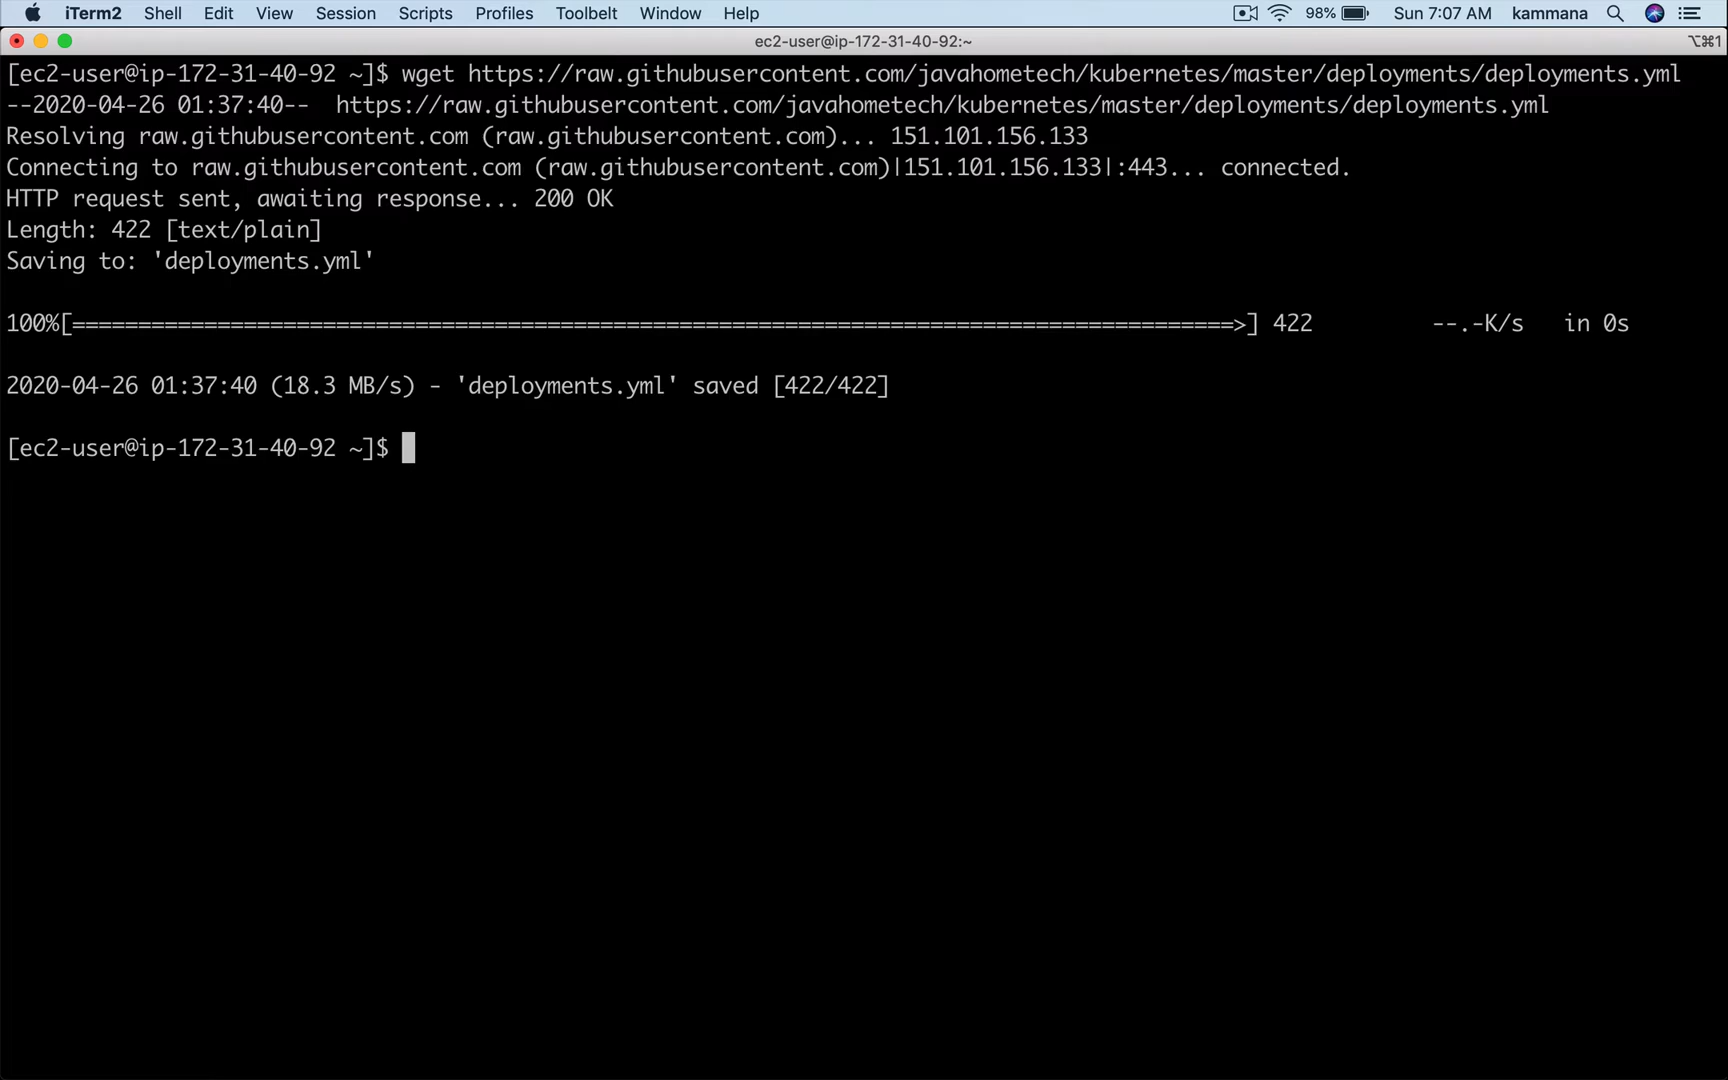 iTerm2 Shell Edit View Session Scripts Profiles Toolbelt Window Help 98% Sun 7:07 AM kammana
ec2-user@ip-172-31-40-92:~ ⌥⌘1
[ec2-user@ip-172-31-40-92 ~]$ wget https://raw.githubusercontent.com/javahometech/kubernetes/master/deployments/deployments.yml
--2020-04-26 01:37:40--  https://raw.githubusercontent.com/javahometech/kubernetes/master/deployments/deployments.yml
Resolving raw.githubusercontent.com (raw.githubusercontent.com)... 151.101.156.133
Connecting to raw.githubusercontent.com (raw.githubusercontent.com)|151.101.156.133|:443... connected.
HTTP request sent, awaiting response... 200 OK
Length: 422 [text/plain]
Saving to: 'deployments.yml'
100%[========================================================================================>] 422         --.-K/s   in 0s
2020-04-26 01:37:40 (18.3 MB/s) - 'deployments.yml' saved [422/422]
[ec2-user@ip-172-31-40-92 ~]$